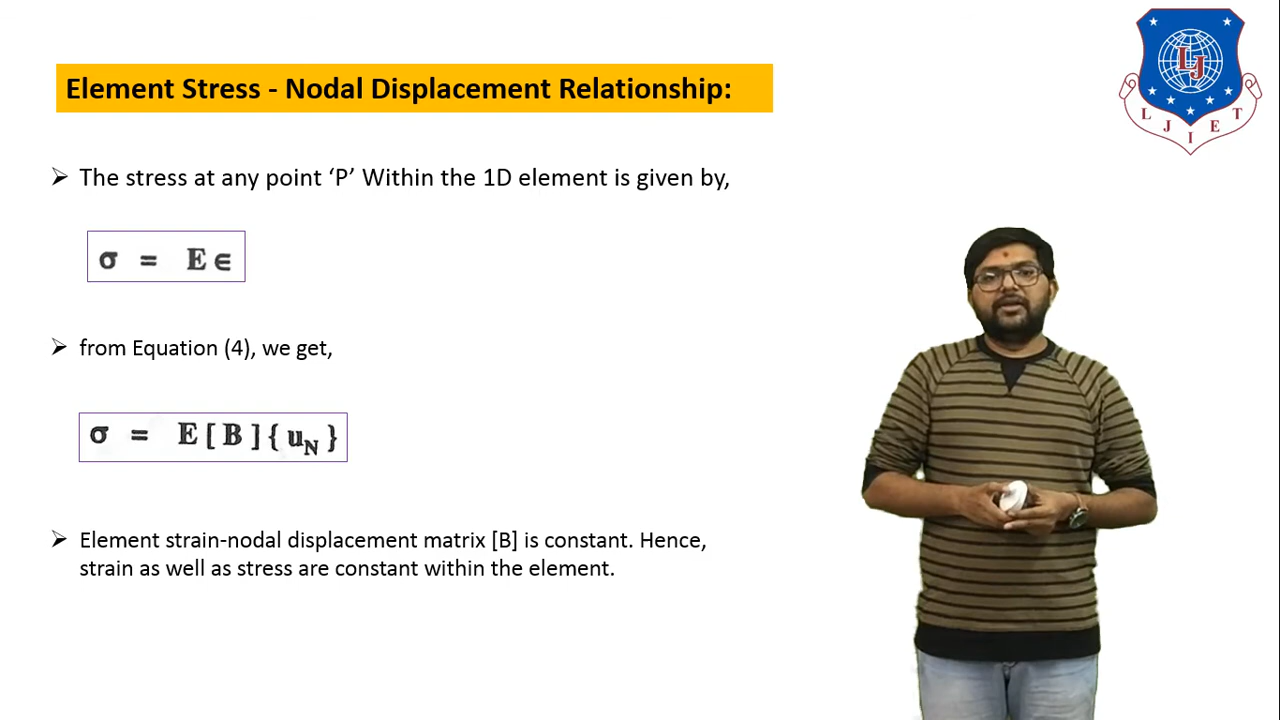 Element Stress - Nodal Displacement Relationship:
➢ The stress at any point ‘P’ Within the 1D element is given by,
σ = E ∈
➢ from Equation (4), we get,
σ = E [ B ] { u_N }
➢ Element strain-nodal displacement matrix [B] is constant. Hence,
strain as well as stress are constant within the element.
LJ
L J I E T